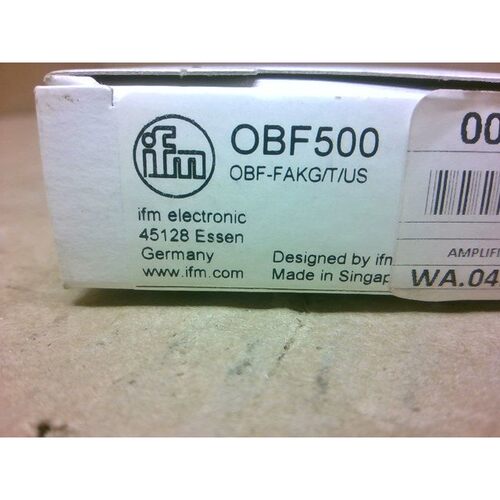 ifm
OBF500
OBF-FAKG/T/US
ifm electronic
45128 Essen
Germany
www.ifm.com
Designed by ifm
Made in Singap
00
AMPLIFI
WA.04